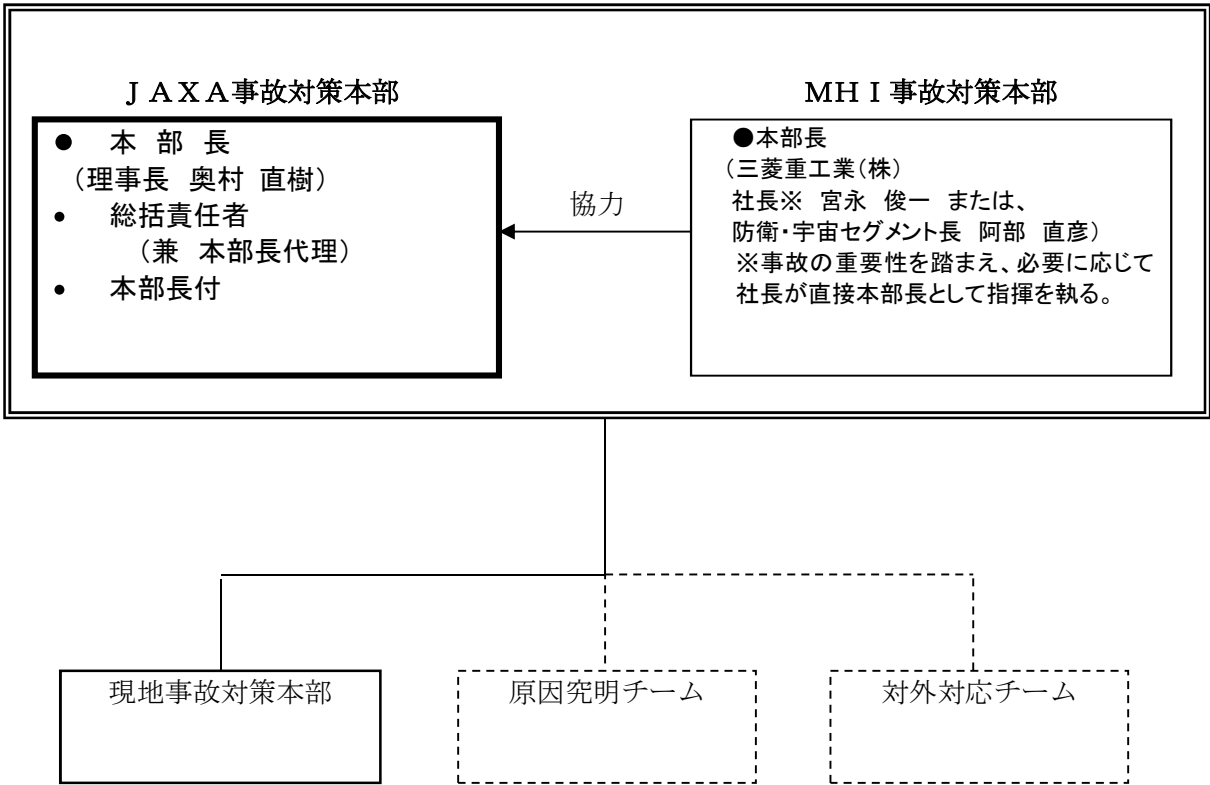 ＪＡＸＡ事故対策本部
● 本 部 長
（理事長 奥村 直樹）
• 総括責任者
（兼 本部長代理）
• 本部長付
協力
ＭＨＩ事故対策本部
●本部長
（三菱重工業（株）
社長※ 宮永 俊一 または、
防衛・宇宙セグメント長 阿部 直彦）
※事故の重要性を踏まえ、必要に応じて
社長が直接本部長として指揮を執る。
現地事故対策本部
原因究明チーム
対外対応チーム